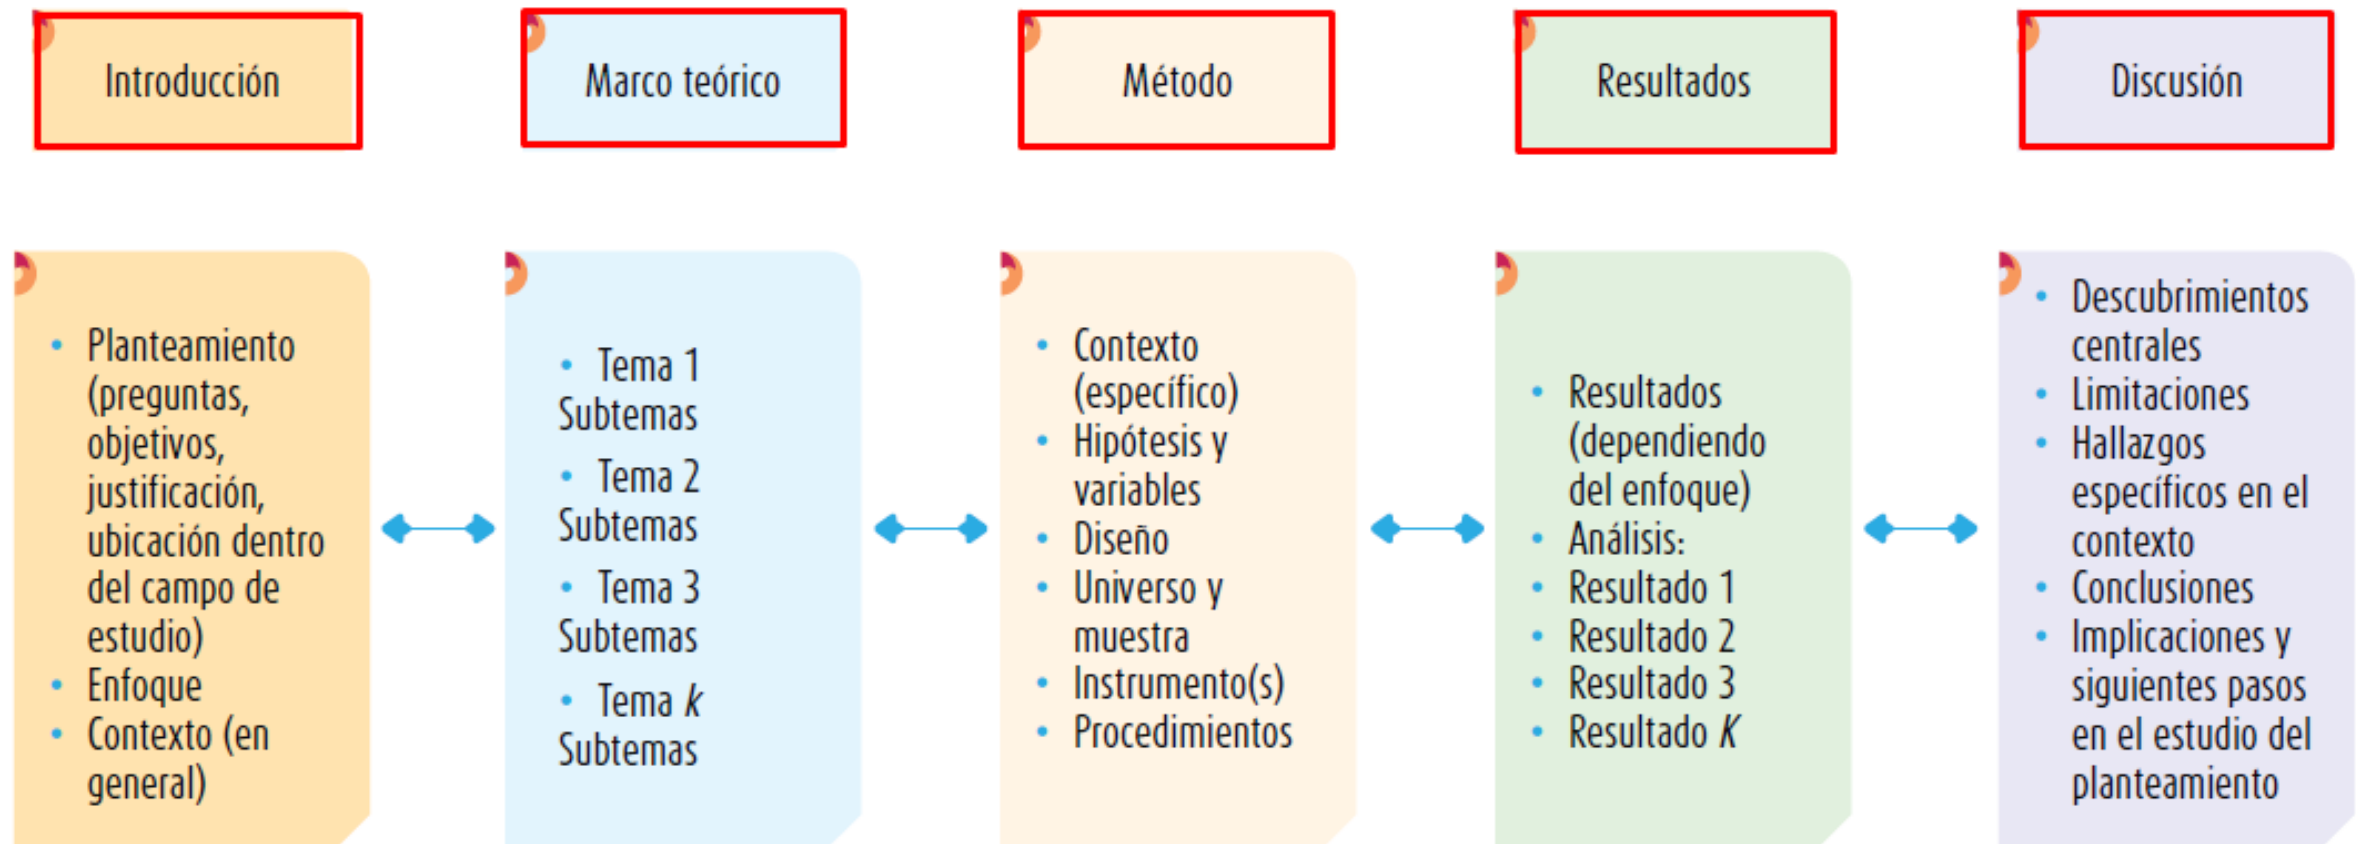 Introducción
Marco teórico
Método
Resultados
Discusión
• Planteamiento
(preguntas,
objetivos,
justificación,
ubicación dentro
del campo de
estudio)
• Enfoque
• Contexto (en
general)
• Tema 1
Subtemas
• Tema 2
Subtemas
• Tema 3
Subtemas
• Tema k
Subtemas
• Contexto
(específico)
• Hipótesis y
variables
• Diseño
• Universo y
muestra
• Instrumento(s)
• Procedimientos
• Resultados
(dependiendo
del enfoque)
• Análisis:
• Resultado 1
• Resultado 2
• Resultado 3
• Resultado K
• Descubrimientos
centrales
• Limitaciones
• Hallazgos
específicos en el
contexto
• Conclusiones
• Implicaciones y
siguientes pasos
en el estudio del
planteamiento